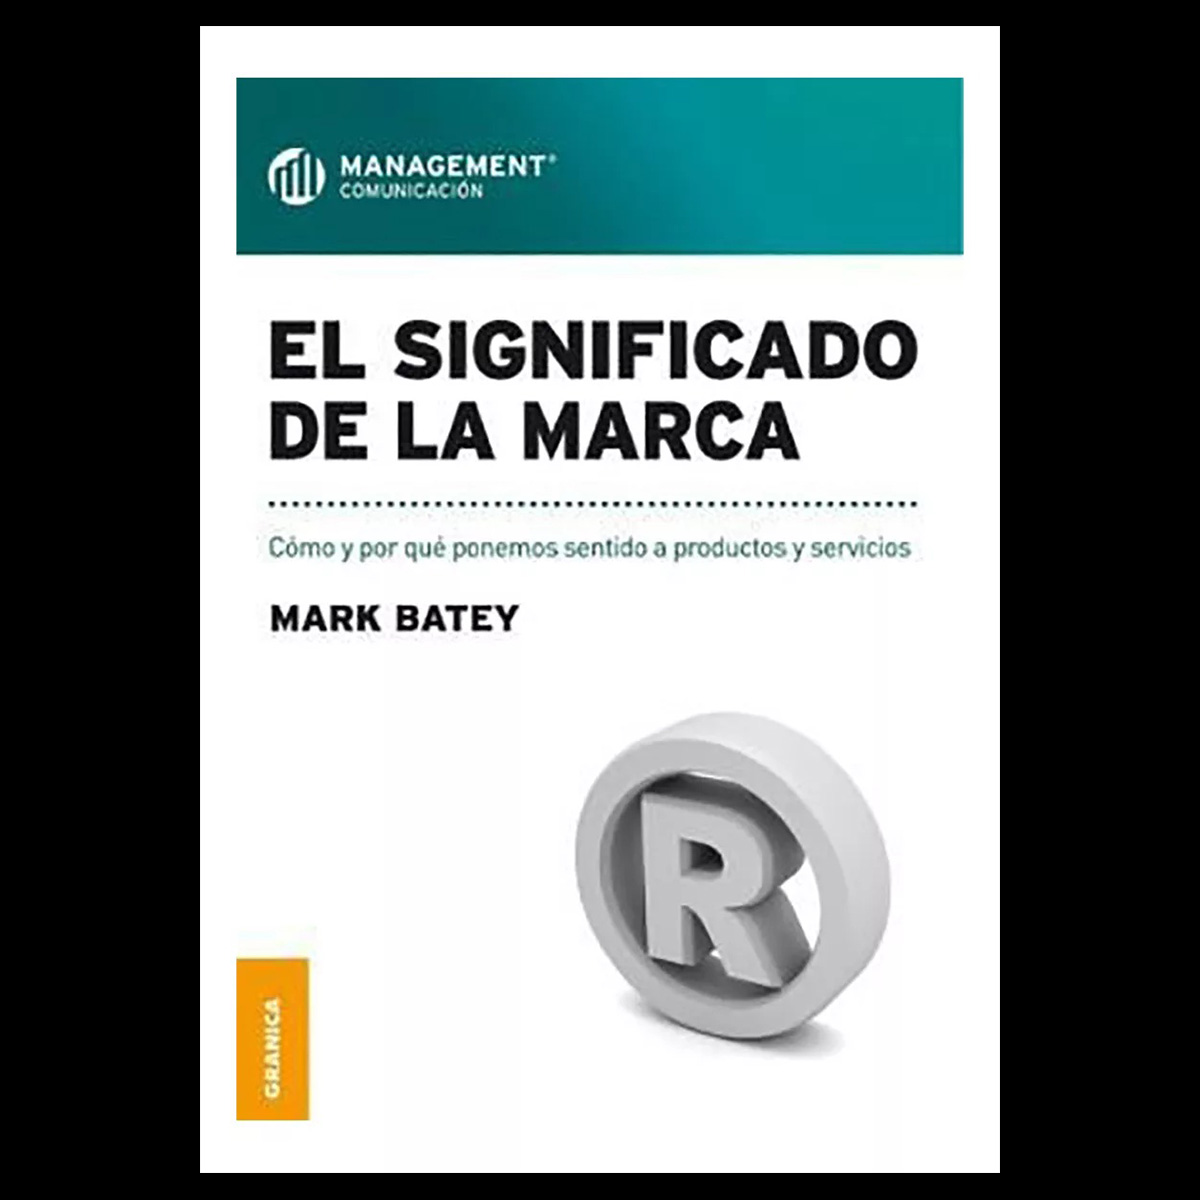 MANAGEMENT®
COMUNICACIÓN
EL SIGNIFICADO
DE LA MARCA
Cómo y por qué ponemos sentido a productos y servicios
MARK BATEY
R
GRANICA